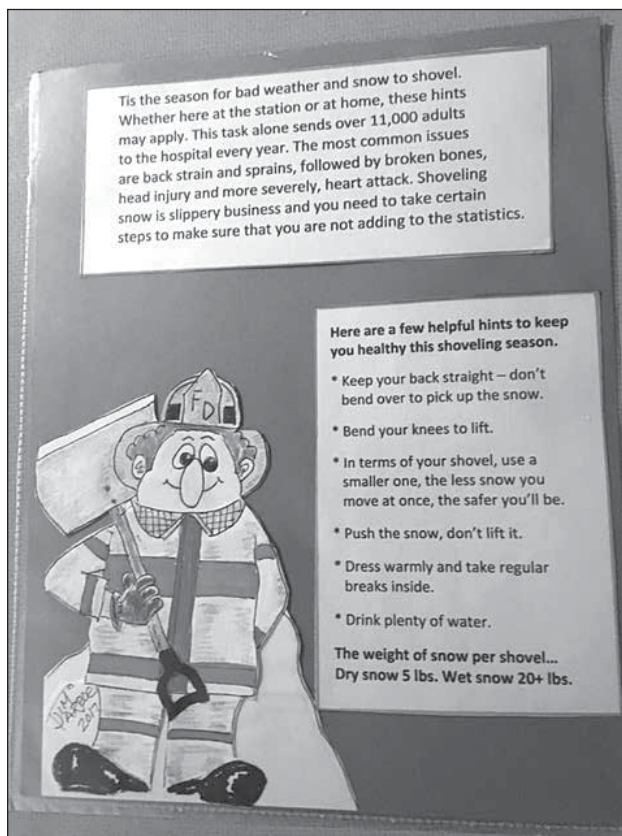 Tis the season for bad weather and snow to shovel.
Whether here at the station or at home, these hints
may apply. This task alone sends over 11,000 adults
to the hospital every year. The most common issues
are back strain and sprains, followed by broken bones,
head injury and more severely, heart attack. Shoveling
snow is slippery business and you need to take certain
steps to make sure that you are not adding to the statistics.
Here are a few helpful hints to keep
you healthy this shoveling season.
* Keep your back straight – don't
bend over to pick up the snow.
* Bend your knees to lift.
* In terms of your shovel, use a
smaller one, the less snow you
move at once, the safer you'll be.
* Push the snow, don't lift it.
* Dress warmly and take regular
breaks inside.
* Drink plenty of water.
The weight of snow per shovel...
Dry snow 5 lbs. Wet snow 20+ lbs.
FD
JIM
2017